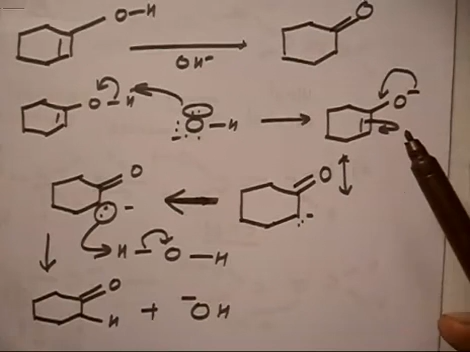 O-H O
OH⁻
O-H O-H O⁻
O O
- :-
H-O-H
O
H + ⁻OH